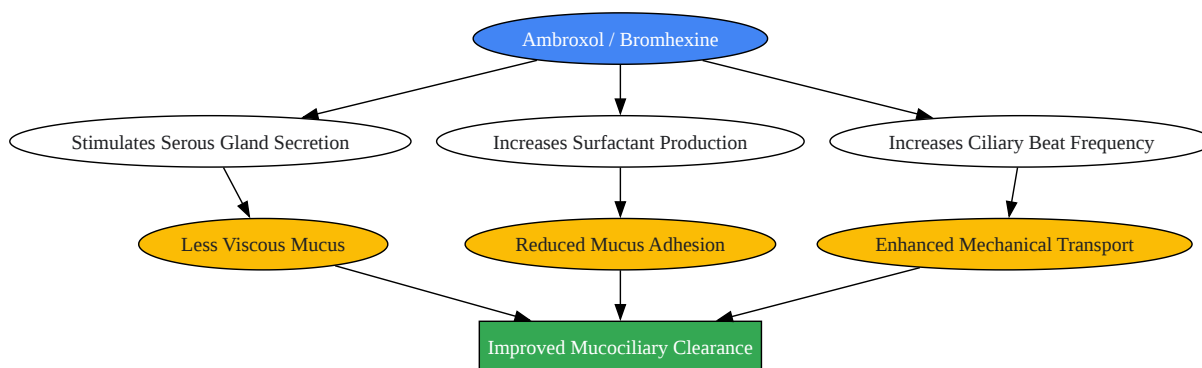 Ambroxol / Bromhexine
Stimulates Serous Gland Secretion
Increases Surfactant Production
Increases Ciliary Beat Frequency
Less Viscous Mucus
Reduced Mucus Adhesion
Enhanced Mechanical Transport
Improved Mucociliary Clearance